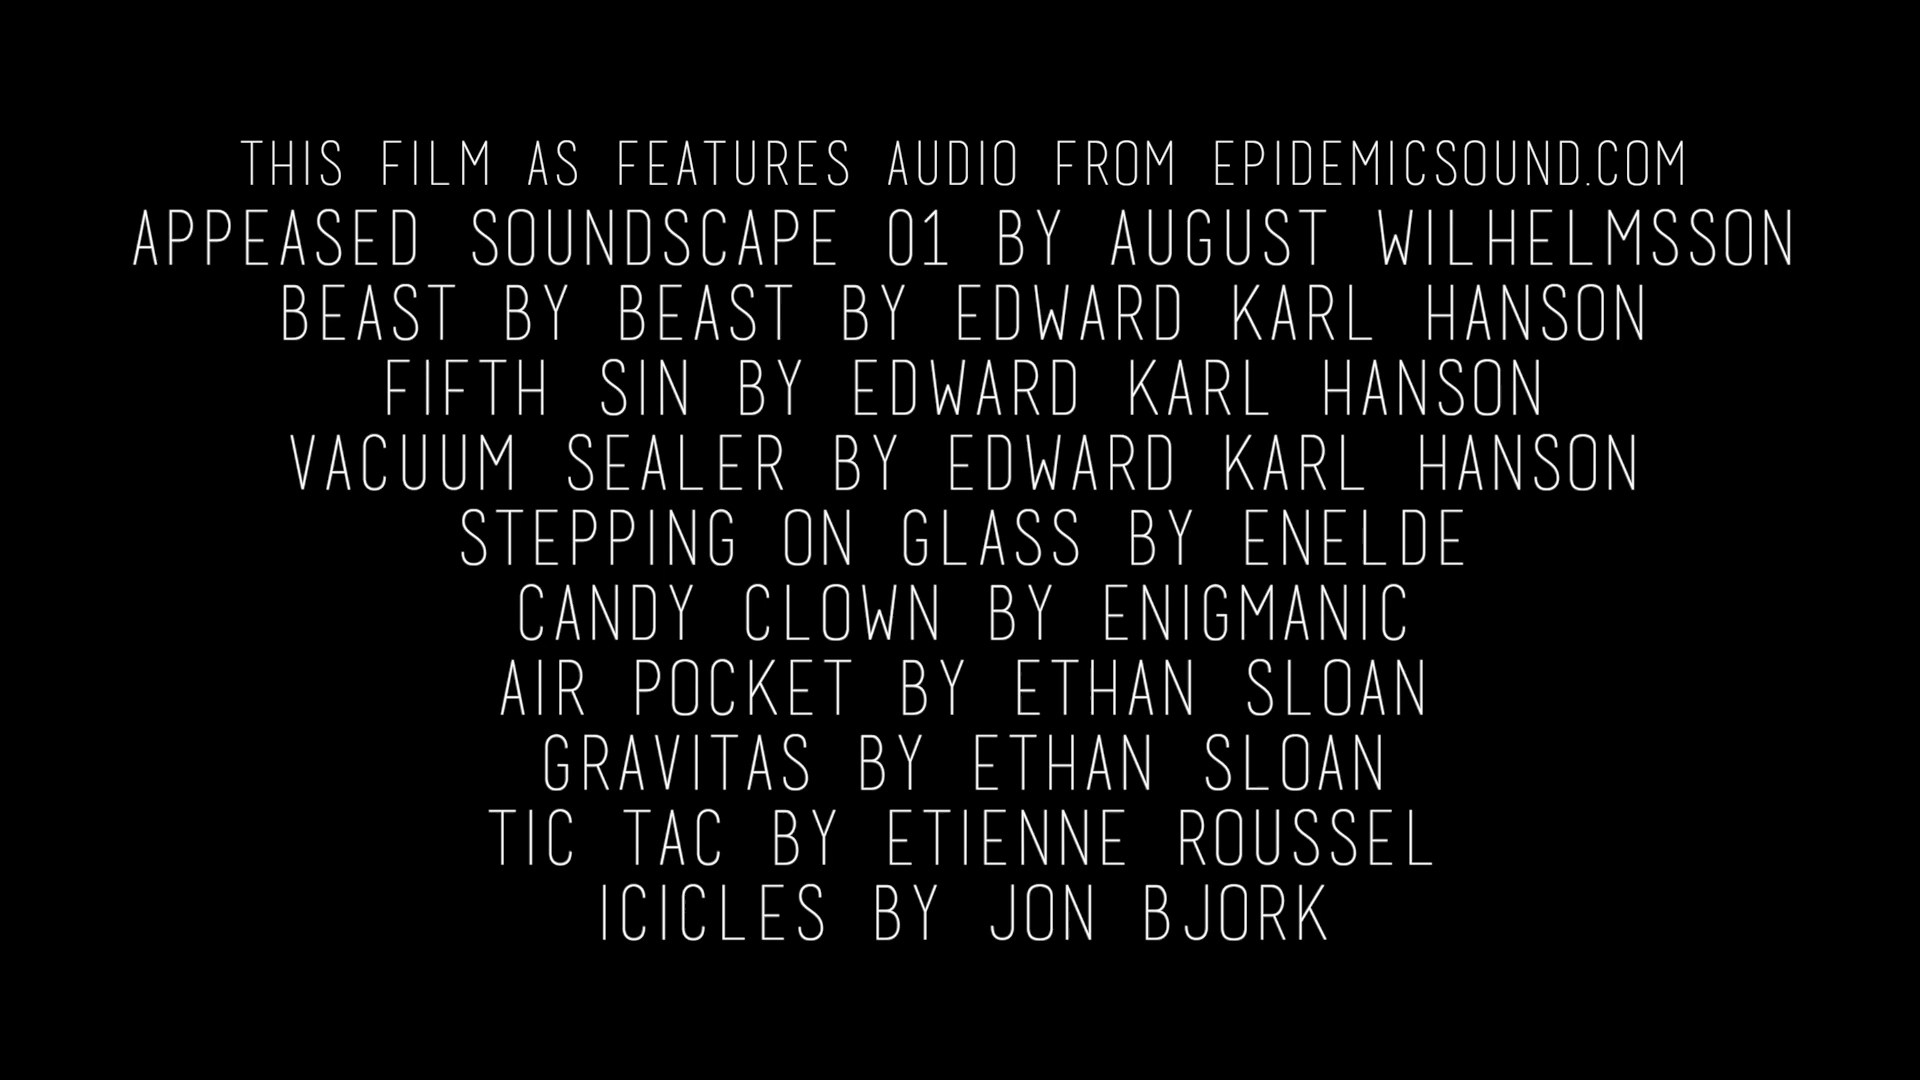 THIS FILM AS FEATURES AUDIO FROM EPIDEMICSOUND.COM
APPEASED SOUNDSCAPE 01 BY AUGUST WILHELMSSON
BEAST BY BEAST BY EDWARD KARL HANSON
FIFTH SIN BY EDWARD KARL HANSON
VACUUM SEALER BY EDWARD KARL HANSON
STEPPING ON GLASS BY ENELDE
CANDY CLOWN BY ENIGMANIC
AIR POCKET BY ETHAN SLOAN
GRAVITAS BY ETHAN SLOAN
TIC TAC BY ETIENNE ROUSSEL
ICICLES BY JON BJORK